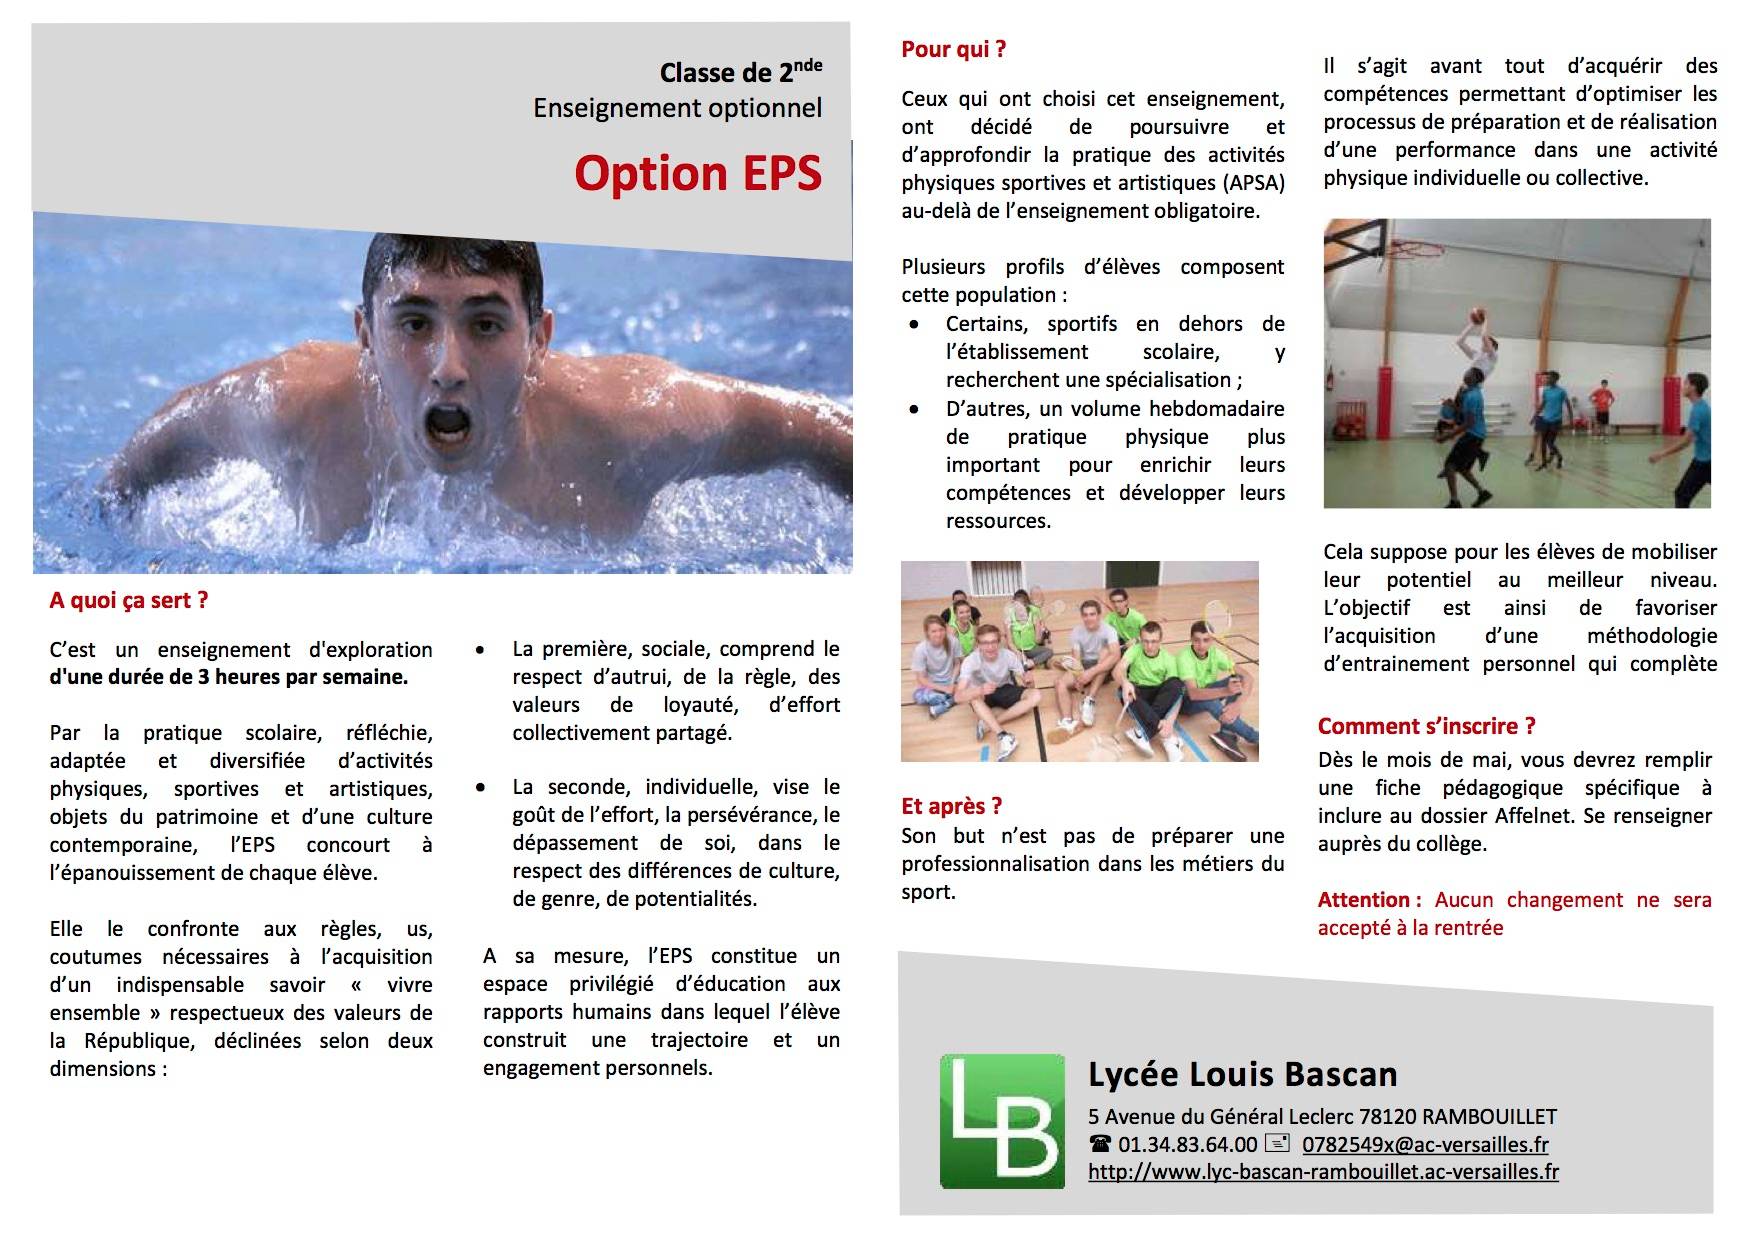 Classe de 2nde
Enseignement optionnel
Option EPS
A quoi ça sert ?
C’est un enseignement d'exploration
d'une durée de 3 heures par semaine.
Par la pratique scolaire, réfléchie,
adaptée et diversifiée d’activités
physiques, sportives et artistiques,
objets du patrimoine et d’une culture
contemporaine, l’EPS concourt à
l’épanouissement de chaque élève.
Elle le confronte aux règles, us,
coutumes nécessaires à l’acquisition
d’un indispensable savoir « vivre
ensemble » respectueux des valeurs de
la République, déclinées selon deux
dimensions :
• La première, sociale, comprend le
respect d’autrui, de la règle, des
valeurs de loyauté, d’effort
collectivement partagé.
• La seconde, individuelle, vise le
goût de l’effort, la persévérance, le
dépassement de soi, dans le
respect des différences de culture,
de genre, de potentialités.
A sa mesure, l’EPS constitue un
espace privilégié d’éducation aux
rapports humains dans lequel l’élève
construit une trajectoire et un
engagement personnels.
Pour qui ?
Ceux qui ont choisi cet enseignement,
ont décidé de poursuivre et
d’approfondir la pratique des activités
physiques sportives et artistiques (APSA)
au-delà de l’enseignement obligatoire.
Plusieurs profils d’élèves composent
cette population :
• Certains, sportifs en dehors de
l’établissement scolaire, y
recherchent une spécialisation ;
• D’autres, un volume hebdomadaire
de pratique physique plus
important pour enrichir leurs
compétences et développer leurs
ressources.
Et après ?
Son but n’est pas de préparer une
professionnalisation dans les métiers du
sport.
Il s’agit avant tout d’acquérir des
compétences permettant d’optimiser les
processus de préparation et de réalisation
d’une performance dans une activité
physique individuelle ou collective.
Cela suppose pour les élèves de mobiliser
leur potentiel au meilleur niveau.
L’objectif est ainsi de favoriser
l’acquisition d’une méthodologie
d’entrainement personnel qui complète
Comment s’inscrire ?
Dès le mois de mai, vous devrez remplir
une fiche pédagogique spécifique à
inclure au dossier Affelnet. Se renseigner
auprès du collège.
Attention : Aucun changement ne sera
accepté à la rentrée
LB
Lycée Louis Bascan
5 Avenue du Général Leclerc 78120 RAMBOUILLET
☎ 01.34.83.64.00 0782549x@ac-versailles.fr
http://www.lyc-bascan-rambouillet.ac-versailles.fr